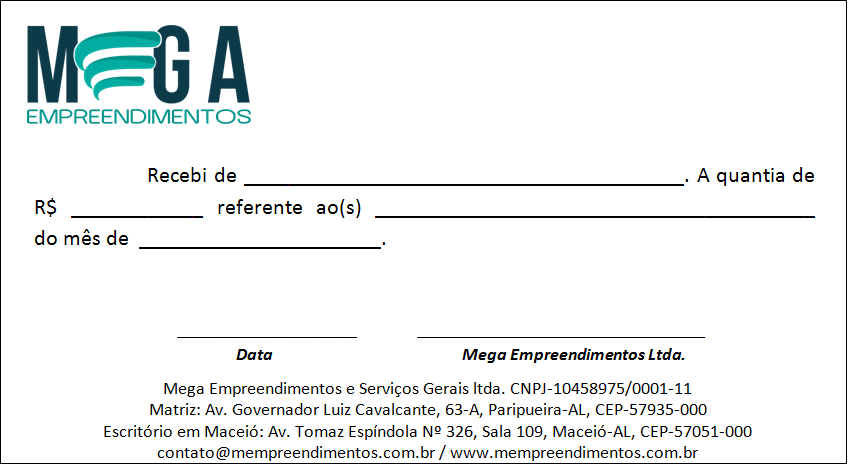 MEGA
EMPREENDIMENTOS
Recebi de ________________________________________. A quantia de
R$ ____________ referente ao(s) ________________________________________
do mês de ______________________.
____________________ ________________________________
Data Mega Empreendimentos Ltda.
Mega Empreendimentos e Serviços Gerais ltda. CNPJ-10458975/0001-11
Matriz: Av. Governador Luiz Cavalcante, 63-A, Paripueira-AL, CEP-57935-000
Escritório em Maceió: Av. Tomaz Espíndola Nº 326, Sala 109, Maceió-AL, CEP-57051-000
contato@mempreendimentos.com.br / www.mempreendimentos.com.br